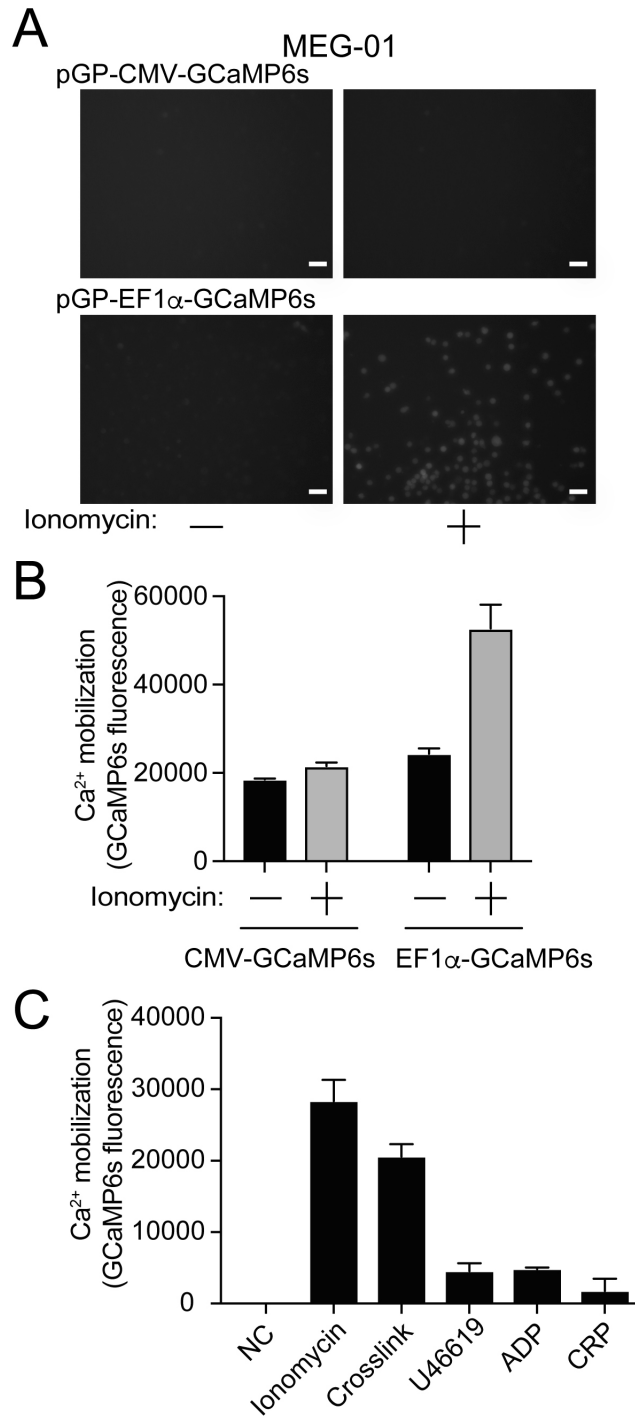 A
MEG-01
pGP-CMV-GCaMP6s
pGP-EF1α-GCaMP6s
Ionomycin: — +
B
Ca²⁺ mobilization
(GCaMP6s fluorescence)
60000
40000
20000
0
Ionomycin: — + — +
CMV-GCaMP6s EF1α-GCaMP6s
C
Ca²⁺ mobilization
(GCaMP6s fluorescence)
40000
30000
20000
10000
0
NC Ionomycin Crosslink U46619 ADP CRP